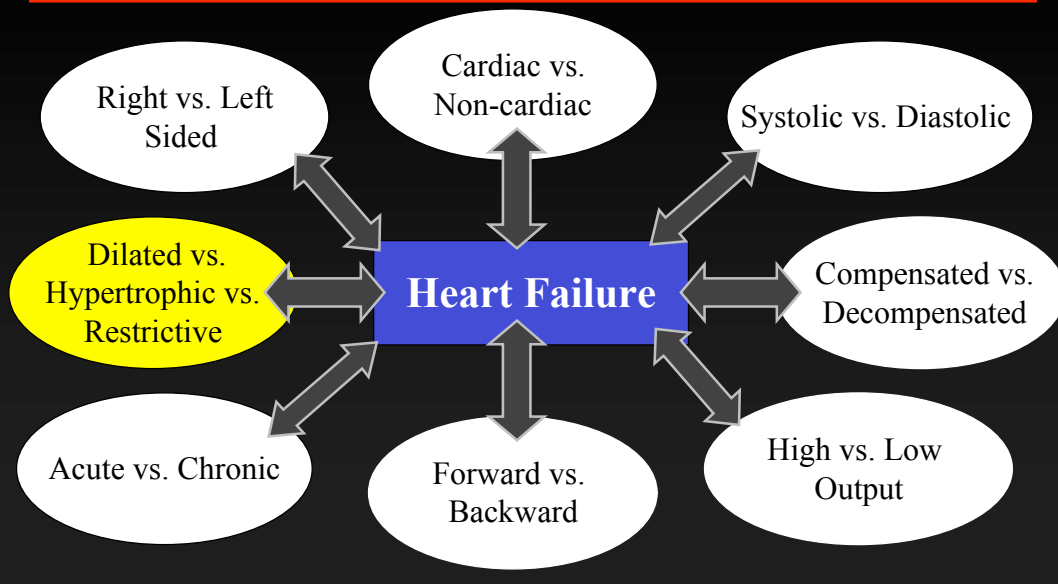 Cardiac vs.
Non-cardiac
Right vs. Left
Sided
Systolic vs. Diastolic
Dilated vs.
Hypertrophic vs.
Restrictive
Heart Failure
Compensated vs.
Decompensated
Acute vs. Chronic
Forward vs.
Backward
High vs. Low
Output